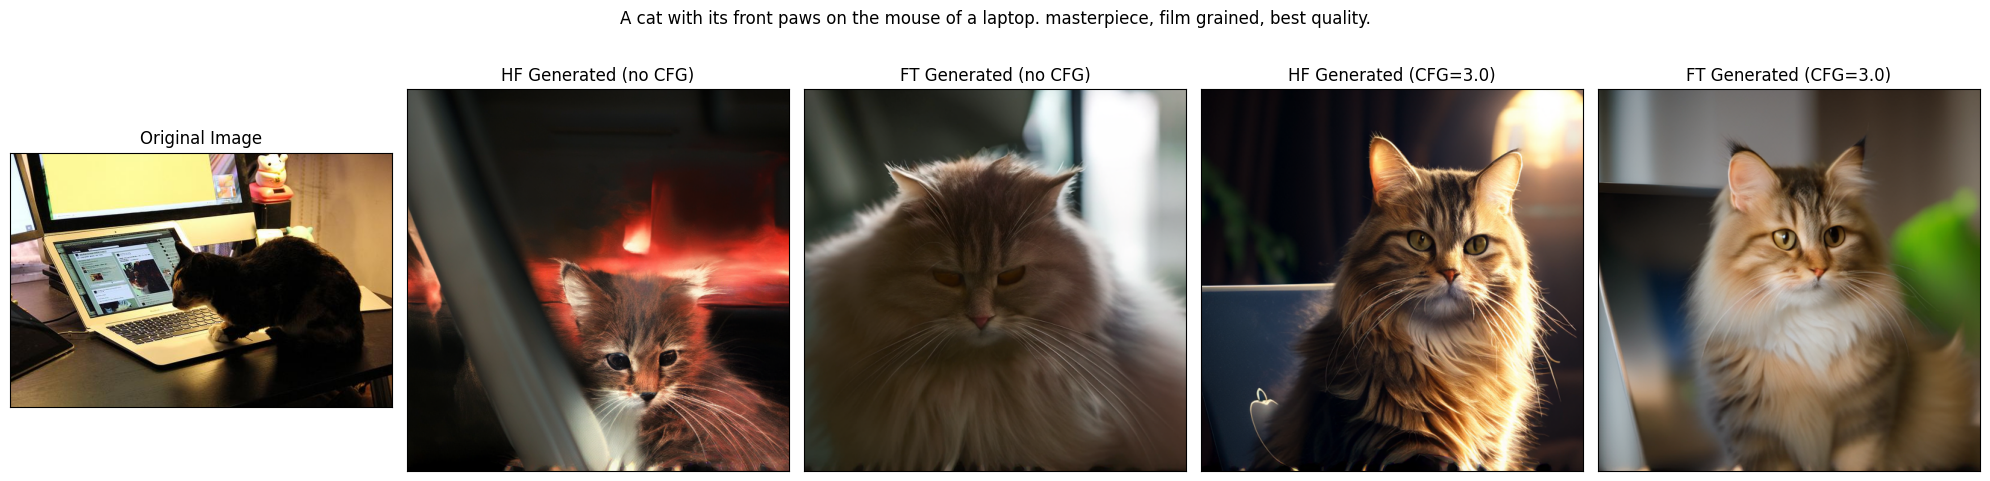 A cat with its front paws on the mouse of a laptop. masterpiece, film grained, best quality.
Original Image
HF Generated (no CFG)
FT Generated (no CFG)
HF Generated (CFG=3.0)
FT Generated (CFG=3.0)